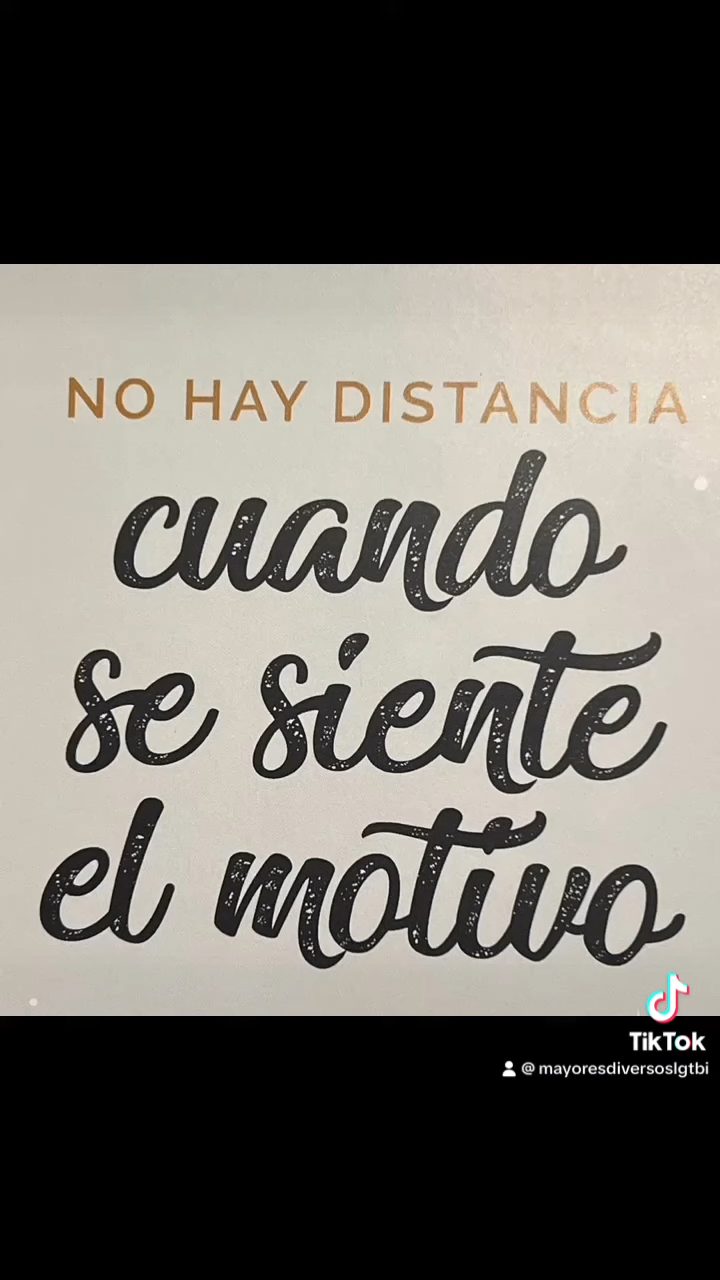 NO HAY DISTANCIA
cuando
se siente
el motivo
TikTok
@mayoresdiversoslgtbi